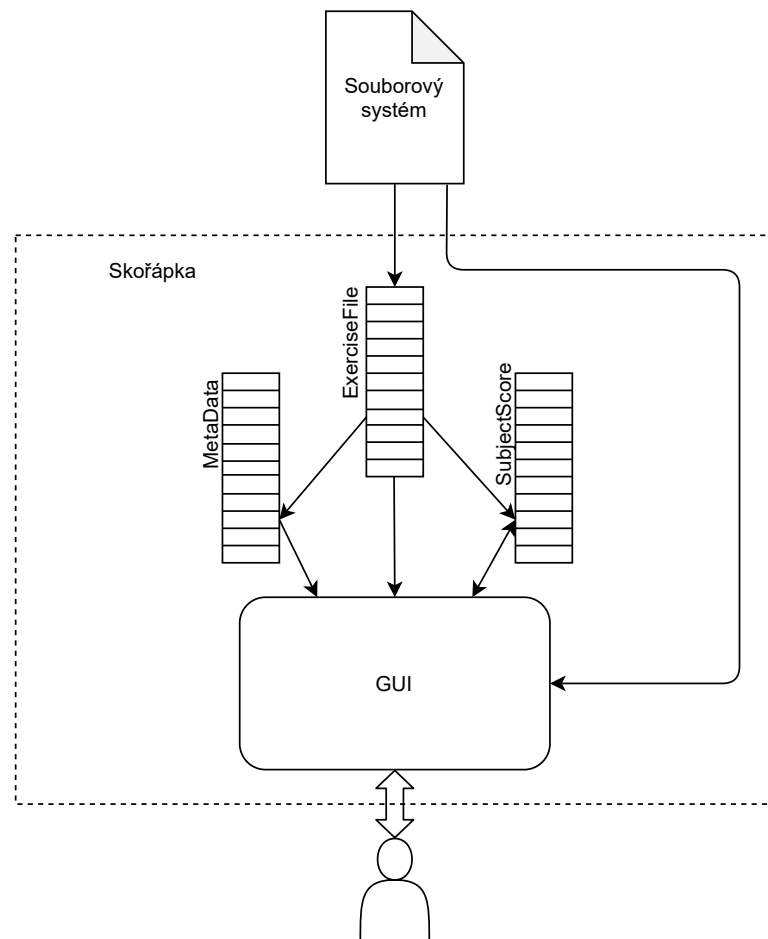 Souborový
systém
Skořápka
ExerciseFile
MetaData
SubjectScore
GUI